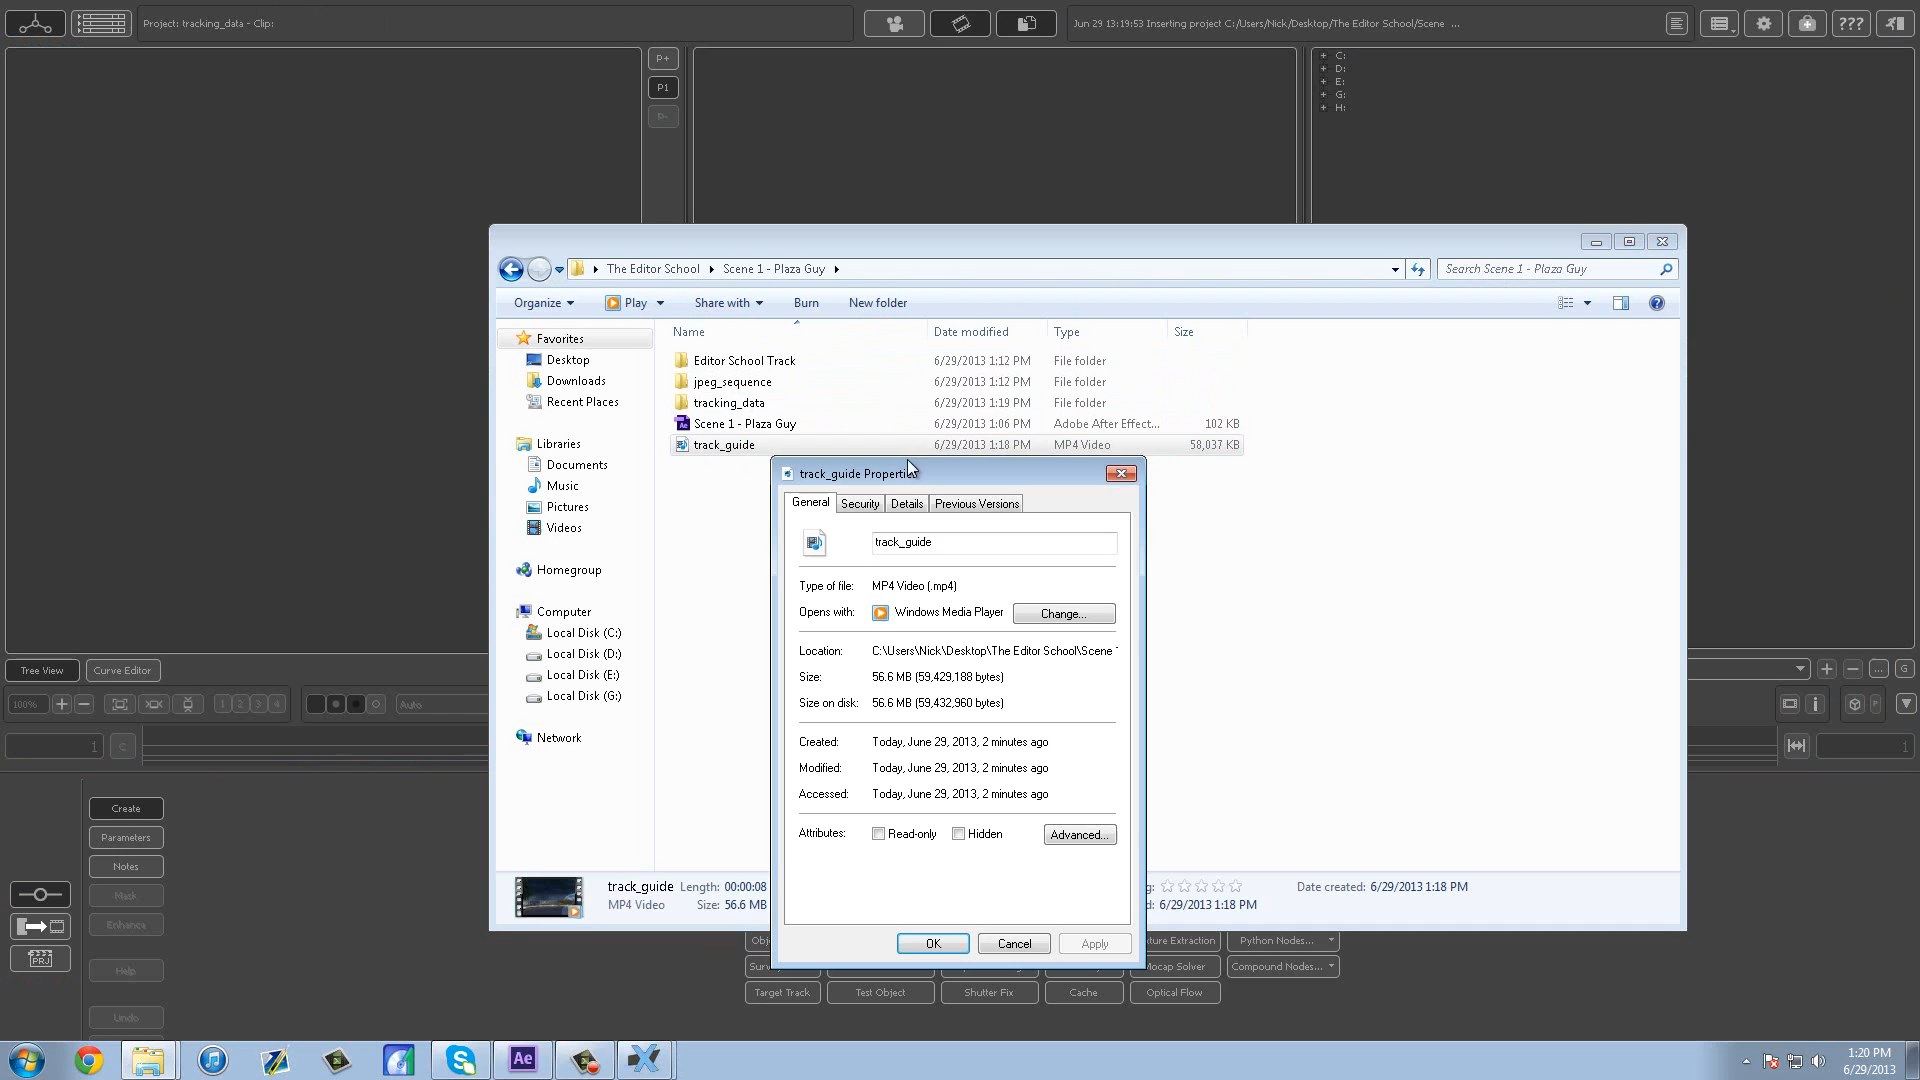 Project: tracking_data - Clip:
Jun 29 13:19:53 Inserting project C:/Users/Nick/Desktop/The Editor School/Scene ...
???
P+
P1
P-
+ C:
+ D:
+ E:
+ G:
+ H:
The Editor School
Scene 1 - Plaza Guy
Search Scene 1 - Plaza Guy
Organize
Play
Share with
Burn
New folder
Name
Date modified
Type
Size
Favorites
Desktop
Downloads
Recent Places
Libraries
Documents
Music
Pictures
Videos
Homegroup
Computer
Local Disk (C:)
Local Disk (D:)
Local Disk (E:)
Local Disk (G:)
Network
Editor School Track 6/29/2013 1:12 PM File folder
jpeg_sequence 6/29/2013 1:12 PM File folder
tracking_data 6/29/2013 1:19 PM File folder
Scene 1 - Plaza Guy 6/29/2013 1:06 PM Adobe After Effect... 102 KB
track_guide 6/29/2013 1:18 PM MP4 Video 58,037 KB
General
Security
Details
Previous Versions
track_guide
Type of file: MP4 Video (.mp4)
Opens with: Windows Media Player
Change...
Size: 56.6 MB (59,429,188 bytes)
Size on disk: 56.6 MB (59,432,960 bytes)
Created: Today, June 29, 2013, 2 minutes ago
Modified: Today, June 29, 2013, 2 minutes ago
Accessed: Today, June 29, 2013, 2 minutes ago
Attributes: Read-only Hidden
Advanced...
OK
Cancel
Apply
track_guide Length: 00:00:08
MP4 Video Size: 56.6 MB
6/29/2013 1:18 PM
Date created: 6/29/2013 1:18 PM
Tree View
Curve Editor
100%
1 2 3 4
Auto
1
C
1
G
Create
Parameters
Notes
Mask
Enhance
Help
Undo
PRJ
Python Nodes...
Mocap Solver
Compound Nodes...
Target Track
Test Object
Shutter Fix
Cache
Optical Flow
Ae
1:20 PM
6/29/2013